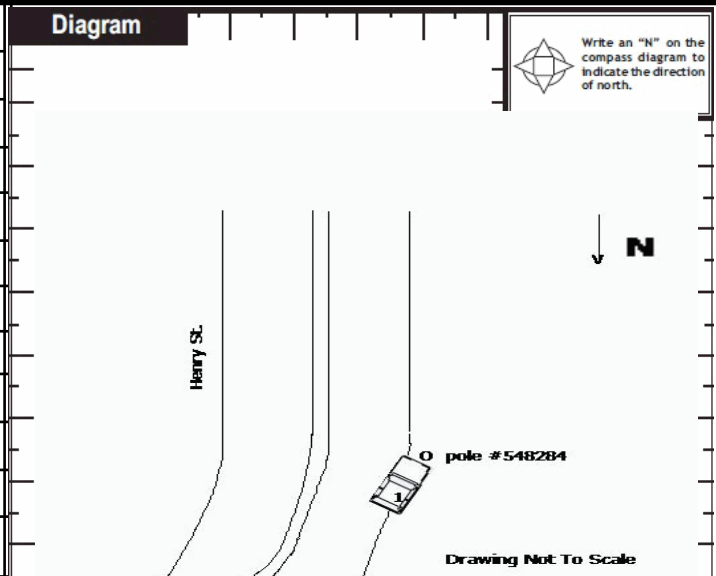 Diagram
Write an “N” on the
compass diagram to
indicate the direction
of north.
N
Henry St.
O pole #548284
1
Drawing Not To Scale